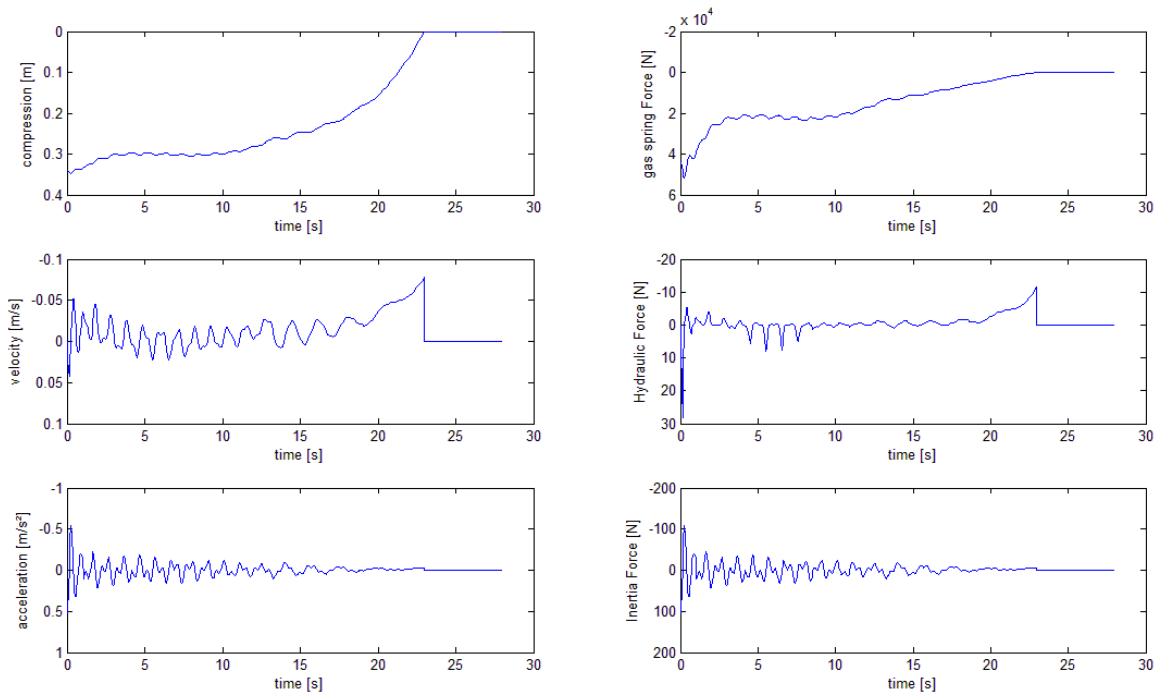 0
0.1
0.2
0.3
0.4
compression [m]
0 5 10 15 20 25 30
time [s]
-2 x 10^4
0
2
4
6
gas spring Force [N]
0 5 10 15 20 25 30
time [s]
-0.1
-0.05
0
0.05
0.1
velocity [m/s]
0 5 10 15 20 25 30
time [s]
-20
-10
0
10
20
30
Hydraulic Force [N]
0 5 10 15 20 25 30
time [s]
-1
-0.5
0
0.5
1
acceleration [m/s²]
0 5 10 15 20 25 30
time [s]
-200
-100
0
100
200
Inertia Force [N]
0 5 10 15 20 25 30
time [s]